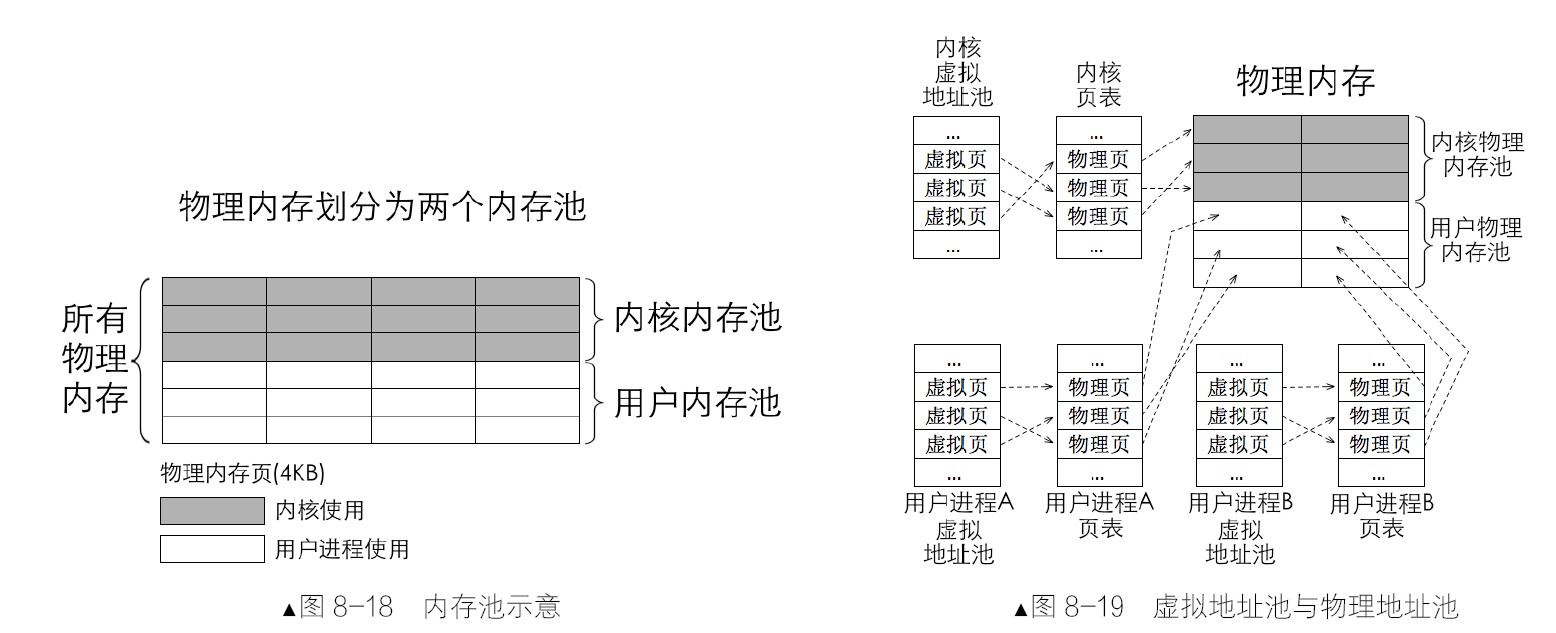 物理内存划分为两个内存池
所有
物理
内存
内核内存池
用户内存池
物理内存页(4KB)
内核使用
用户进程使用
▲图 8-18 内存池示意
内核
虚拟
地址池
...
虚拟页
虚拟页
虚拟页
...
内核
页表
...
物理页
物理页
物理页
...
物理内存
内核物理
内存池
用户物理
内存池
...
虚拟页
虚拟页
虚拟页
...
用户进程A
虚拟
地址池
...
物理页
物理页
物理页
...
用户进程A
页表
...
虚拟页
虚拟页
虚拟页
...
用户进程B
虚拟
地址池
...
物理页
物理页
物理页
...
用户进程B
页表
▲图 8-19 虚拟地址池与物理地址池